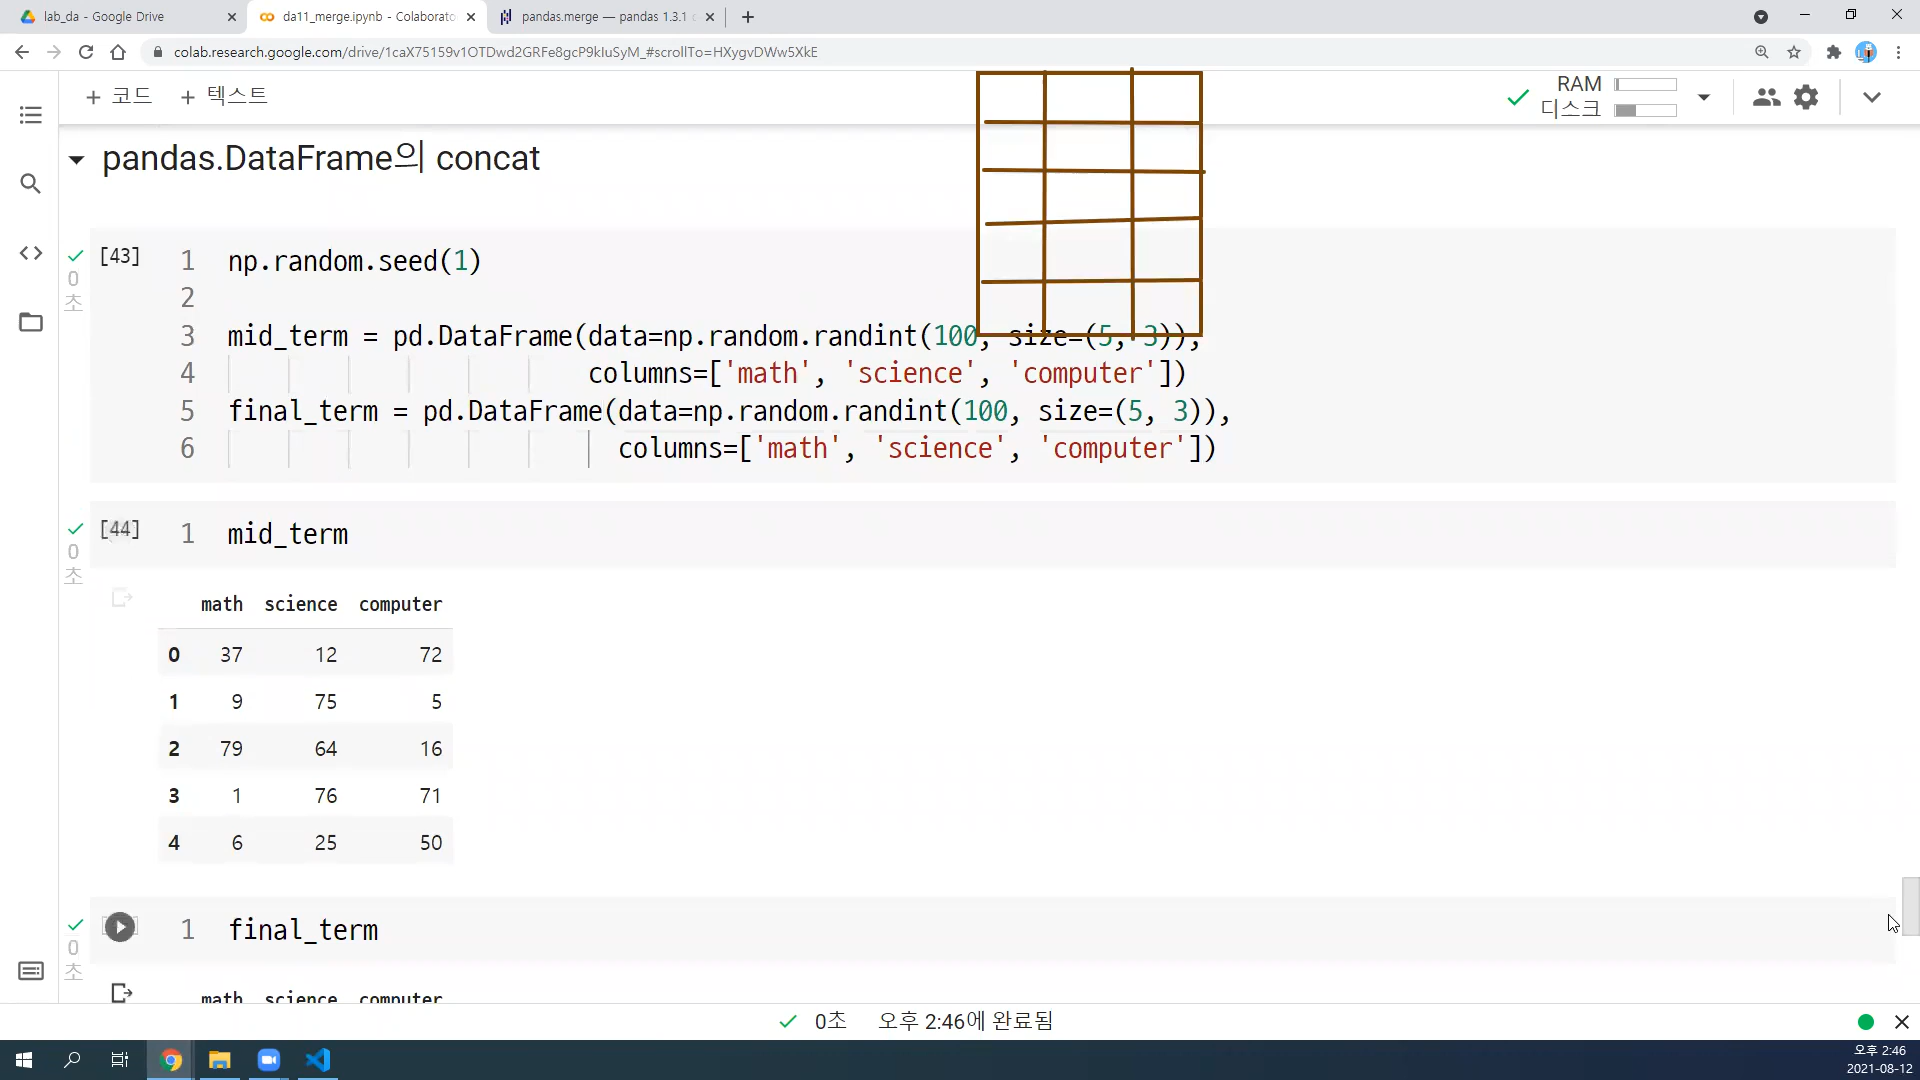 lab_da - Google Drive
da11_merge.ipynb - Colaborato
pandas.merge — pandas 1.3.1
colab.research.google.com/drive/1caX75159v1OTDwd2GRFe8gcP9kIuSyM_#scrollTo=HXygvDWw5XkE
+ 코드 + 텍스트
RAM
디스크
pandas.DataFrame의 concat
[43]
0
초
1 np.random.seed(1)
2
3 mid_term = pd.DataFrame(data=np.random.randint(100, size=(5, 3)),
4 columns=['math', 'science', 'computer'])
5 final_term = pd.DataFrame(data=np.random.randint(100, size=(5, 3)),
6 columns=['math', 'science', 'computer'])
[44]
0
초
1 mid_term
math science computer
0 37 12 72
1 9 75 5
2 79 64 16
3 1 76 71
4 6 25 50
0
초
1 final_term
math science computer
0초 오후 2:46에 완료됨
오후 2:46
2021-08-12